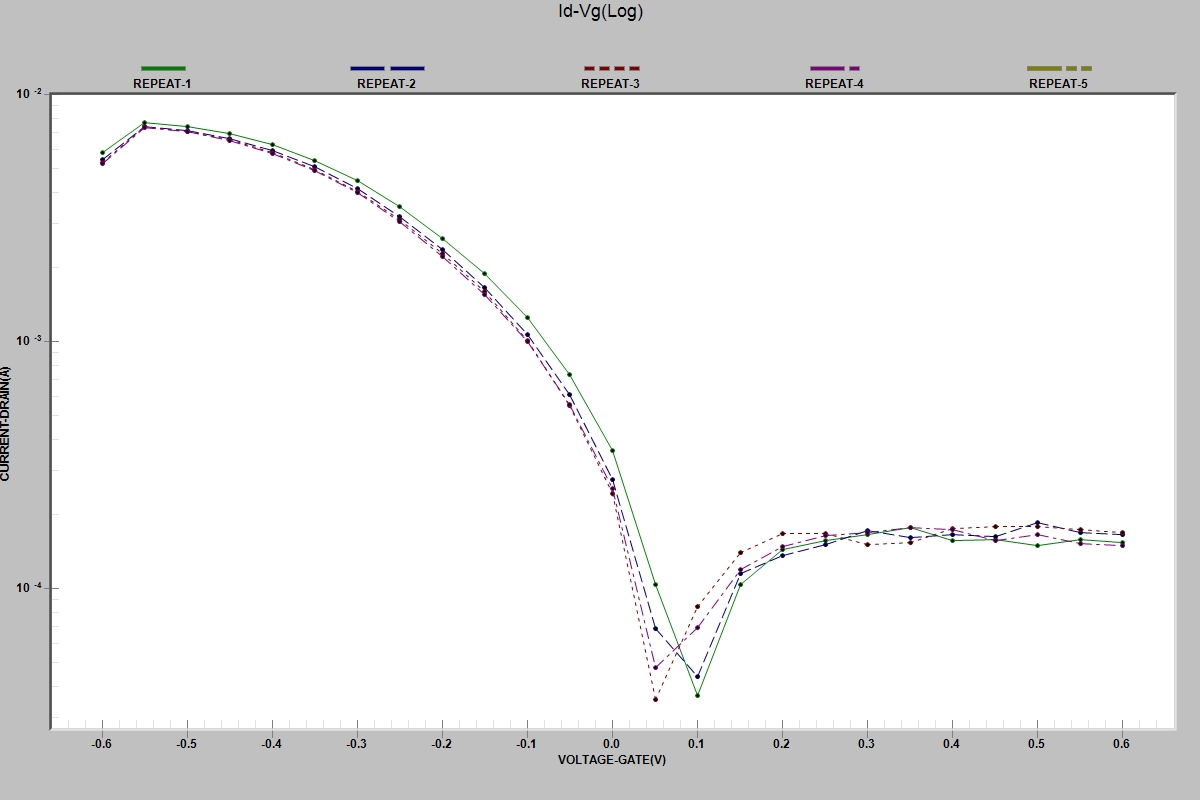 Id-Vg(Log)
REPEAT-1 REPEAT-2 REPEAT-3 REPEAT-4 REPEAT-5
10 -2
10 -3
10 -4
CURRENT-DRAIN(A)
-0.6 -0.5 -0.4 -0.3 -0.2 -0.1 0.0 0.1 0.2 0.3 0.4 0.5 0.6
VOLTAGE-GATE(V)